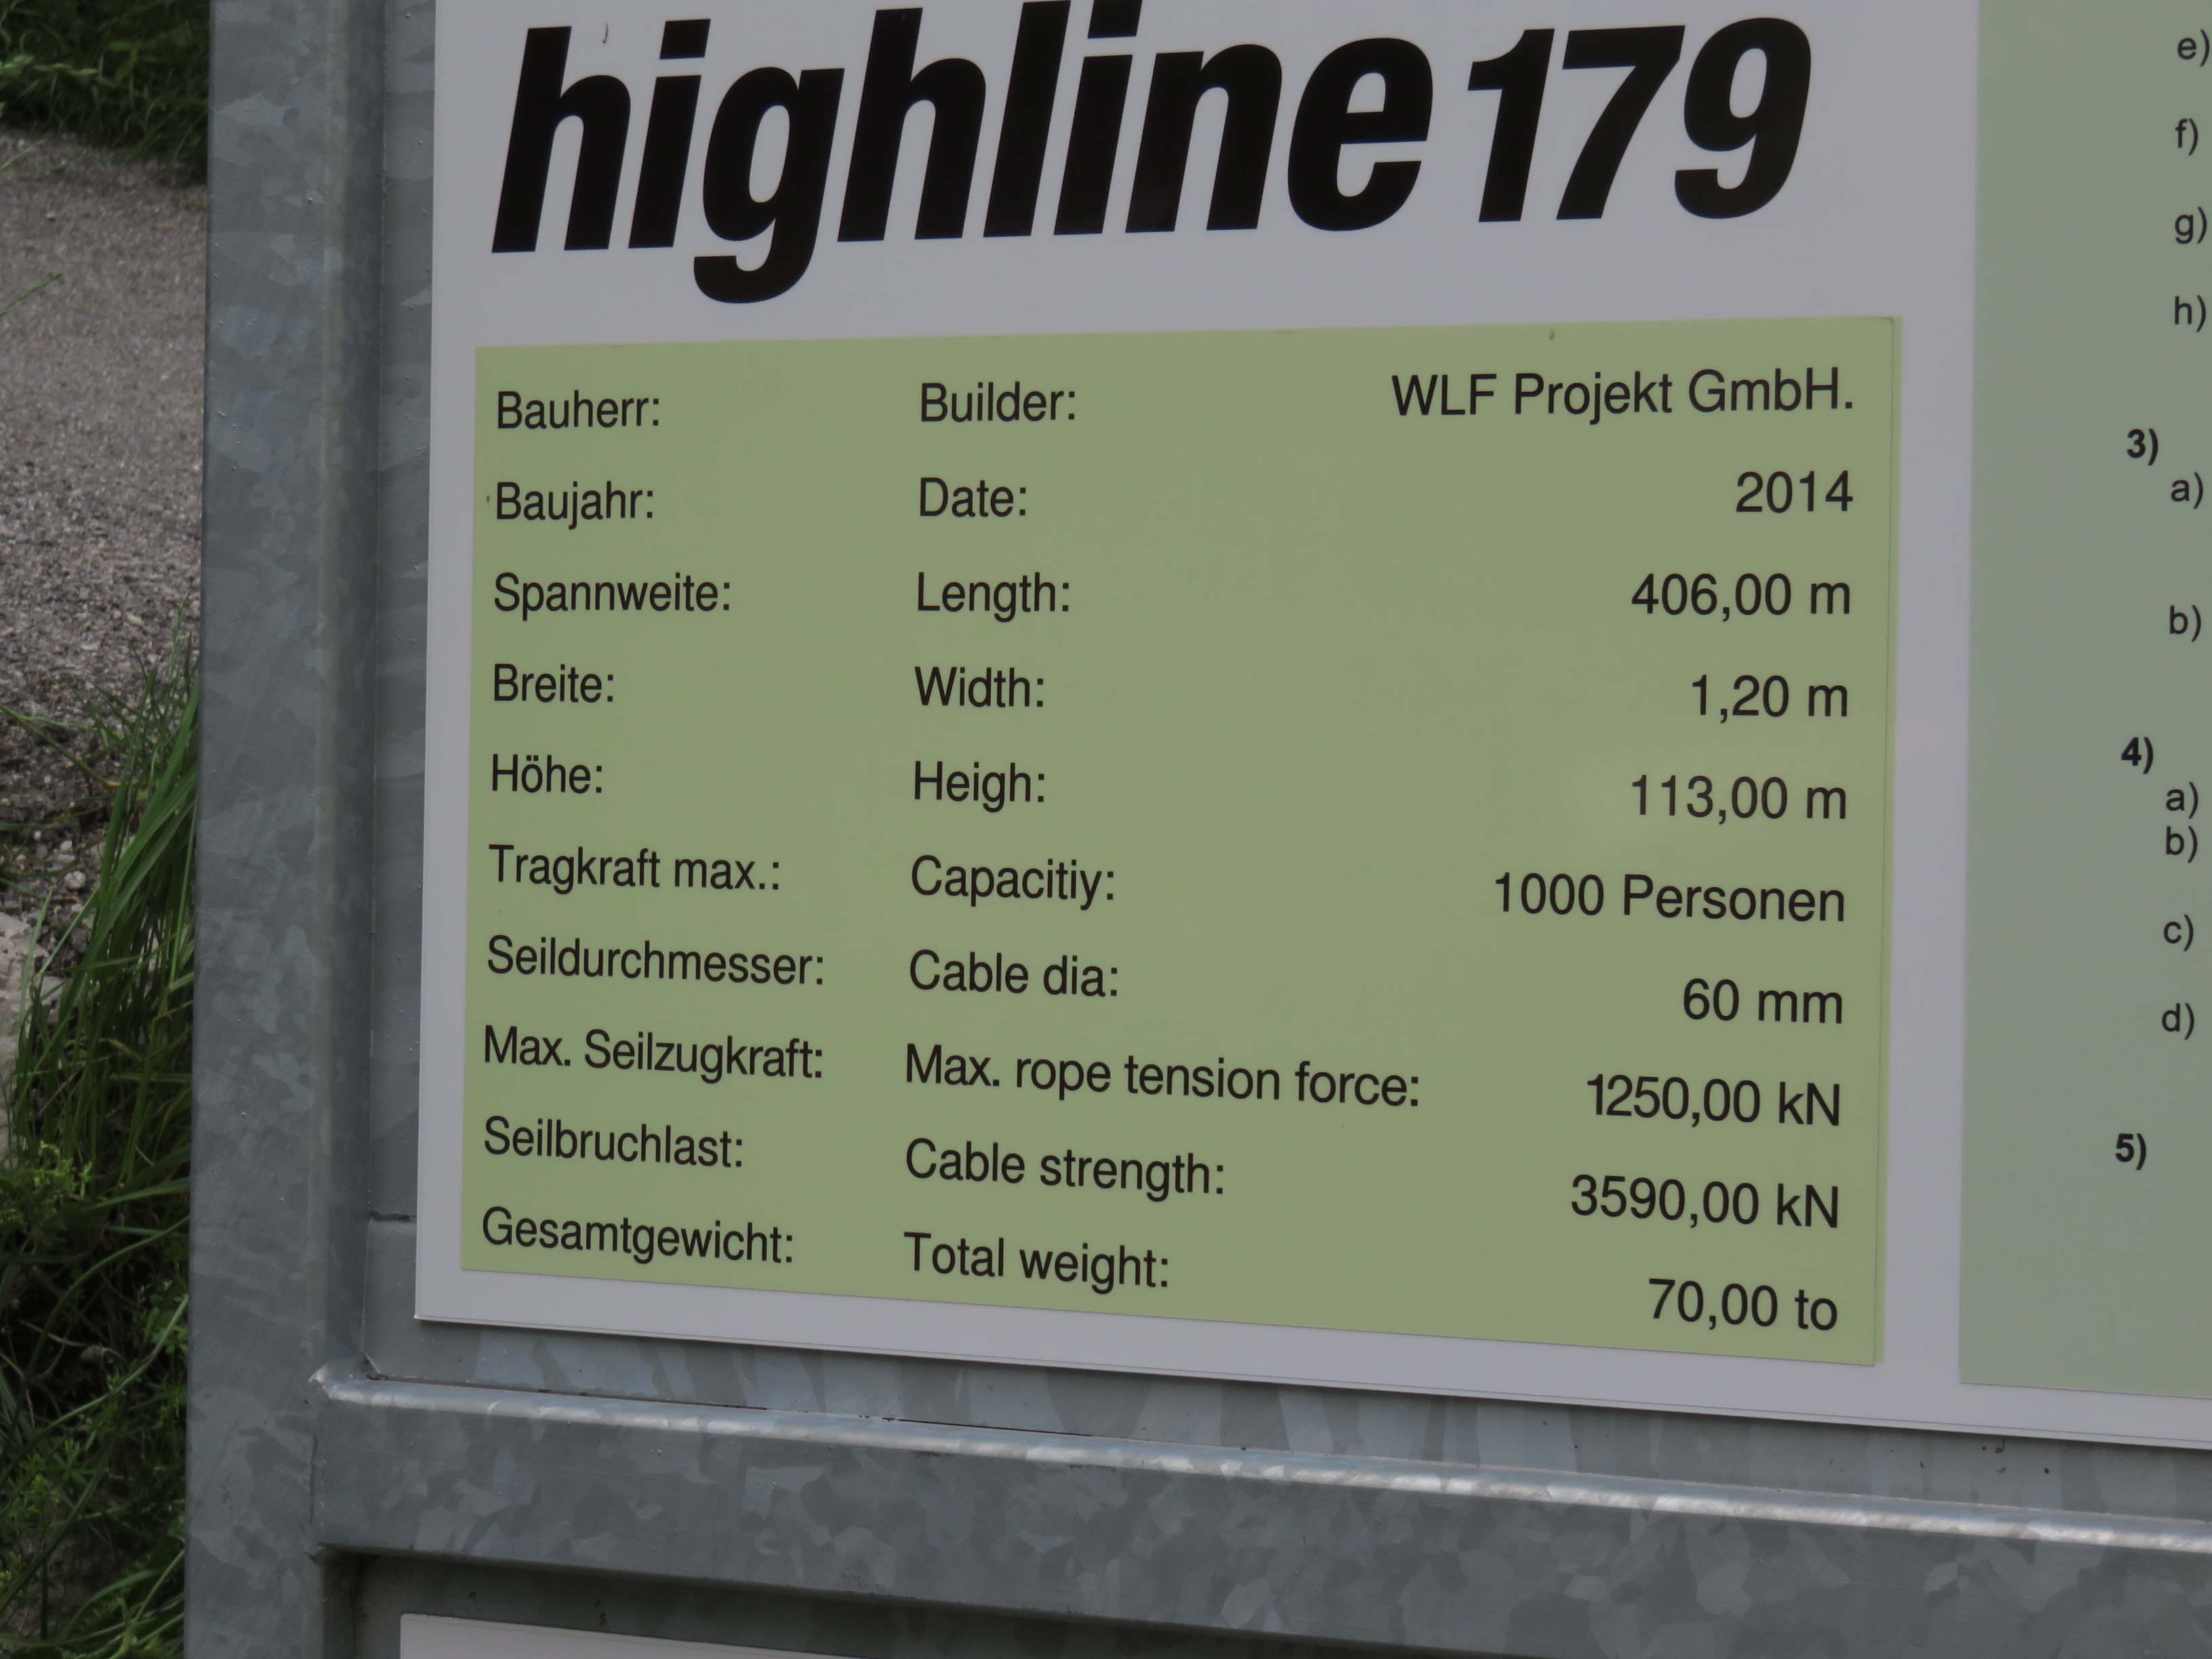 highline179
Bauherr: Builder: WLF Projekt GmbH.
Baujahr: Date: 2014
Spannweite: Length: 406,00 m
Breite: Width: 1,20 m
Höhe: Heigh: 113,00 m
Tragkraft max.: Capacitiy: 1000 Personen
Seildurchmesser: Cable dia: 60 mm
Max. Seilzugkraft: Max. rope tension force: 1250,00 kN
Seilbruchlast: Cable strength: 3590,00 kN
Gesamtgewicht: Total weight: 70,00 to
e)
f)
g)
h)
3)
a)
b)
4)
a)
b)
c)
d)
5)